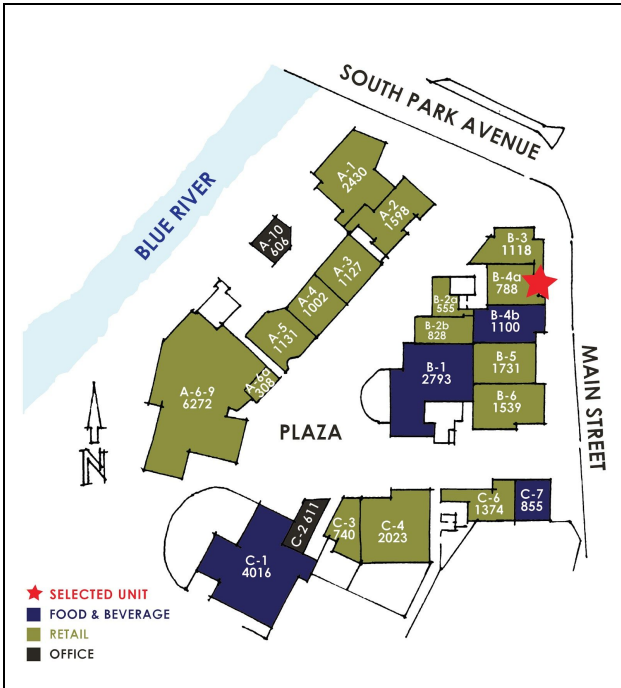 SOUTH PARK AVENUE
BLUE RIVER
MAIN STREET
PLAZA
N
A-1
2430
A-2
1598
A-10
606
A-3
1127
A-4
1002
A-5
1131
A-6a
308
A-6-9
6272
B-3
1118
B-4a
788
B-2a
555
B-4b
1100
B-2b
828
B-1
2793
B-5
1731
B-6
1539
C-6
1374
C-7
855
C-2 611
C-3
740
C-4
2023
C-1
4016
SELECTED UNIT
FOOD & BEVERAGE
RETAIL
OFFICE